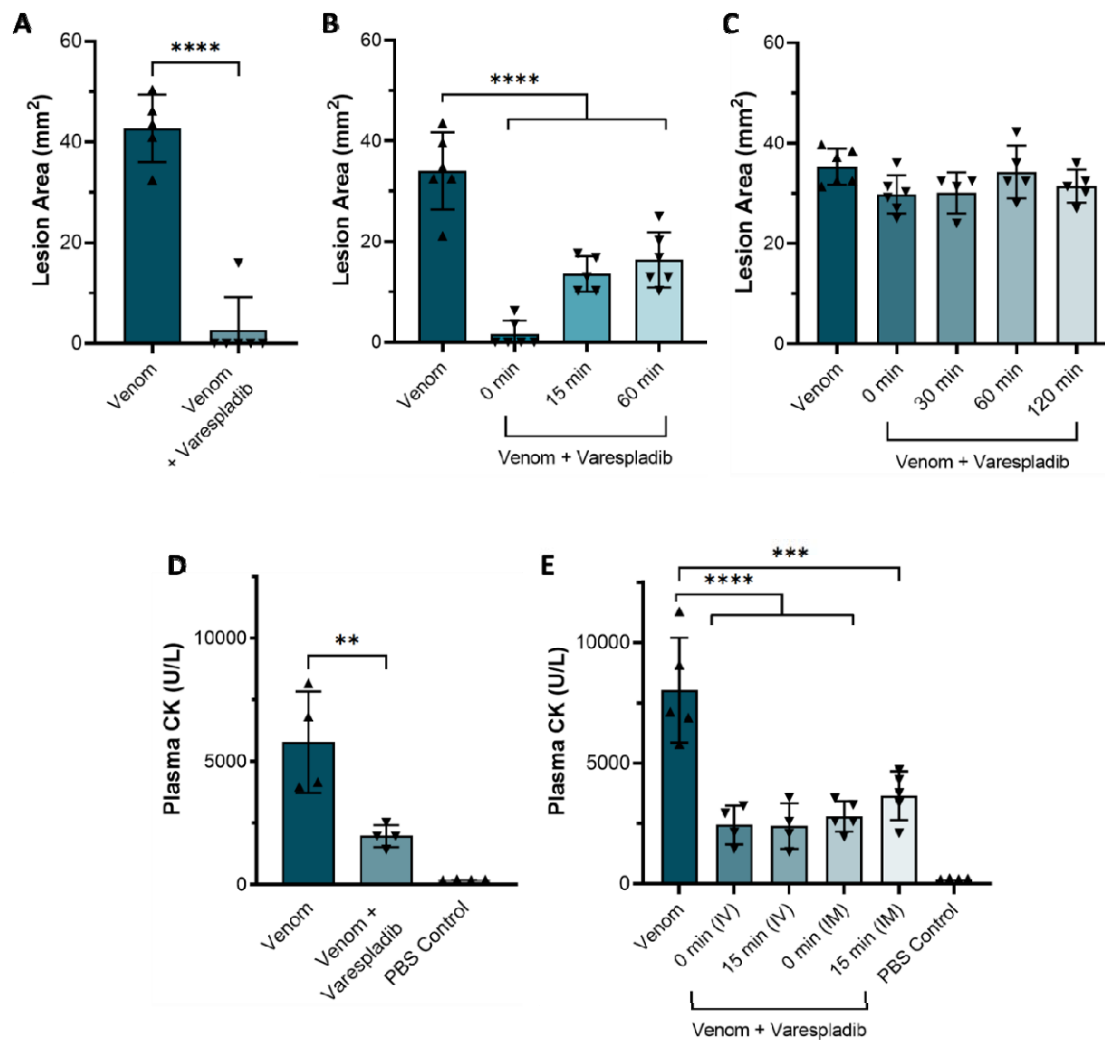 A
Lesion Area (mm²)
60
40
20
0
****
Venom
Venom
+ Varespladib
B
Lesion Area (mm²)
60
40
20
0
****
Venom
0 min
15 min
60 min
Venom + Varespladib
C
Lesion Area (mm²)
60
40
20
0
Venom
0 min
30 min
60 min
120 min
Venom + Varespladib
D
Plasma CK (U/L)
10000
5000
0
**
Venom
Venom +
Varespladib
PBS Control
E
Plasma CK (U/L)
10000
5000
0
***
****
Venom
0 min (IV)
15 min (IV)
0 min (IM)
15 min (IM)
PBS Control
Venom + Varespladib